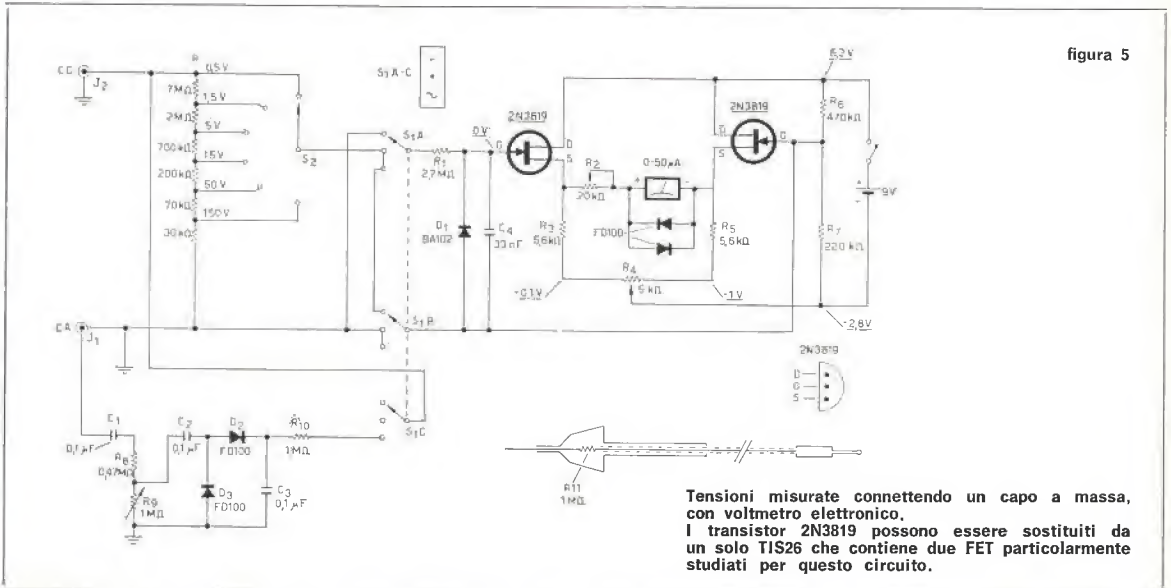 figura 5
CC
J2
R
0,5V
7MΩ
1,5V
2MΩ
5V
700kΩ
15V
200kΩ
50V
70kΩ
150V
30kΩ
S2
S1A-C
-
+
~
S1A
R1
2,7MΩ
0V
G
2N3819
D
S
D1
BA102
C4
33nF
R2
20kΩ
+
0-50µA
-
FD100
R3
5,6kΩ
R5
5,6kΩ
R4
5kΩ
-0,1V
-1V
2N3819
D
S
G
6,2V
R6
470kΩ
+
-
9V
R7
220kΩ
-2,8V
CA
J1
S1B
S1C
C1
0,1µF
R8
0,47MΩ
R9
1MΩ
C2
0,1µF
D2
FD100
D3
FD100
C3
0,1µF
R10
1MΩ
2N3819
D
G
S
R11
1MΩ
Tensioni misurate connettendo un capo a massa,
con voltmetro elettronico.
I transistor 2N3819 possono essere sostituiti da
un solo TIS26 che contiene due FET particolarmente
studiati per questo circuito.